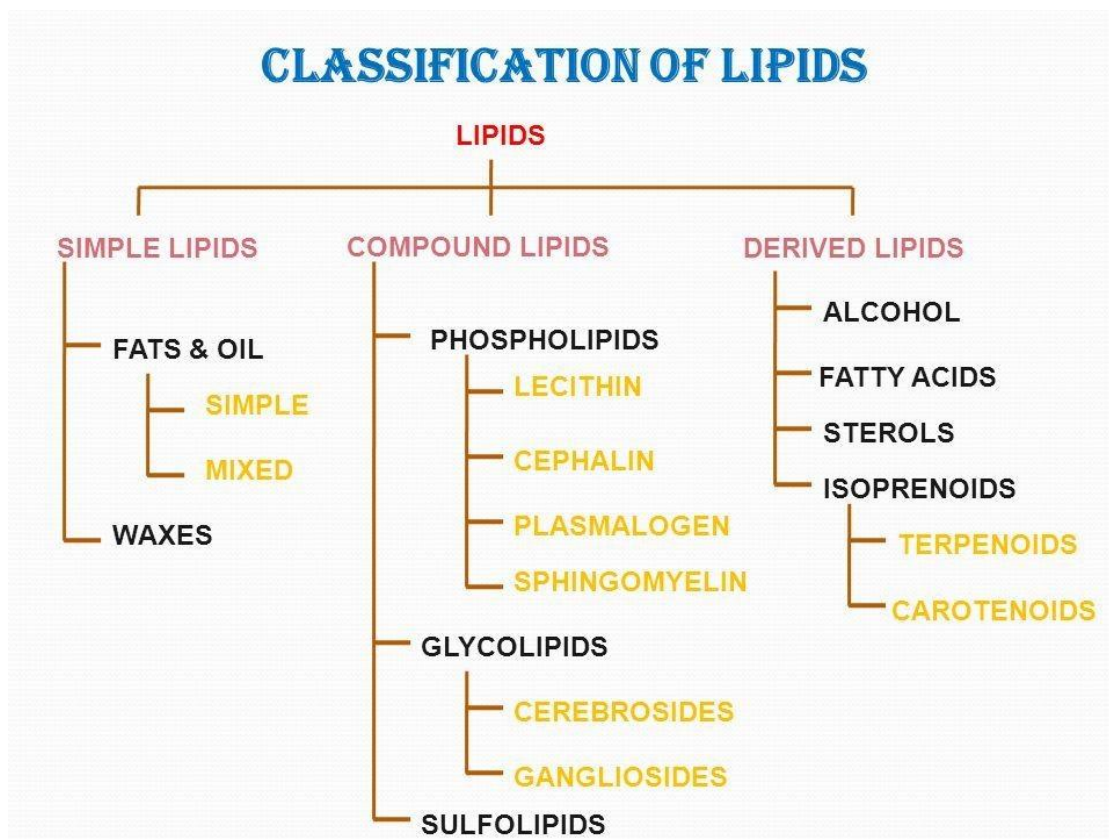 CLASSIFICATION OF LIPIDS
LIPIDS
SIMPLE LIPIDS
FATS & OIL
SIMPLE
MIXED
WAXES
COMPOUND LIPIDS
PHOSPHOLIPIDS
LECITHIN
CEPHALIN
PLASMALOGEN
SPHINGOMYELIN
GLYCOLIPIDS
CEREBROSIDES
GANGLIOSIDES
SULFOLIPIDS
DERIVED LIPIDS
ALCOHOL
FATTY ACIDS
STEROLS
ISOPRENOIDS
TERPENOIDS
CAROTENOIDS